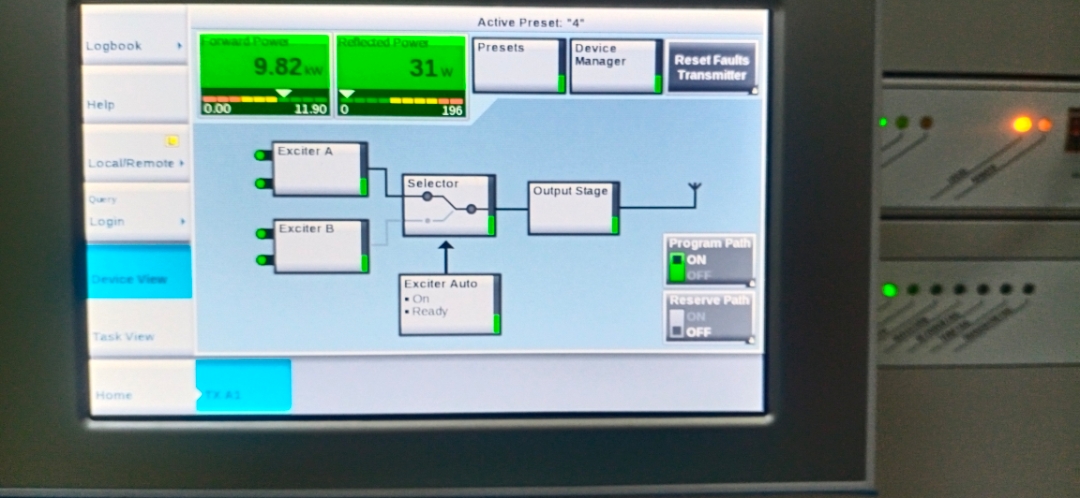 Active Preset: "4"
Logbook
Help
Local/Remote
Query
Login
Device View
Task View
Home
TX A1
Forward Power
9.82 kW
0.00 11.90
Reflected Power
31 W
0 196
Presets
Device
Manager
Reset Faults
Transmitter
Exciter A
Exciter B
Selector
Output Stage
Exciter Auto
• On
• Ready
Program Path
ON
OFF
Reserve Path
ON
OFF